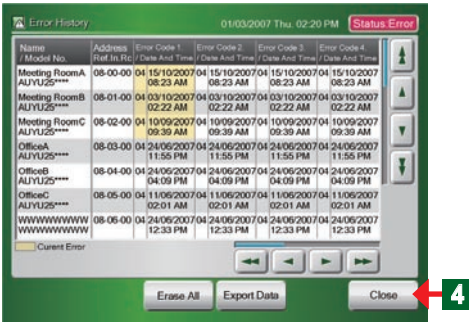 Error History 01/03/2007 Thu. 02:20 PM Status:Error
Name Address Error Code 1 Error Code 2 Error Code 3 Error Code 4
/ Model No. Ref.In.Rc / Date And Time / Date And Time / Date And Time / Date And Time
Meeting RoomA 08-00-00 04 15/10/2007 04 15/10/2007 04 15/10/2007 04 15/10/2007
AUYU25**** 08:23 AM 08:23 AM 08:23 AM 08:23 AM
Meeting RoomB 08-01-00 04 03/10/2007 04 03/10/2007 04 03/10/2007 04 03/10/2007
AUYU25**** 02:22 AM 02:22 AM 02:22 AM 02:22 AM
Meeting RoomC 08-02-00 04 10/09/2007 04 10/09/2007 04 10/09/2007 04 10/09/2007
AUYU25**** 09:39 AM 09:39 AM 09:39 AM 09:39 AM
OfficeA 08-03-00 04 24/06/2007 04 24/06/2007 04 24/06/2007 04 24/06/2007
AUYU25**** 11:55 PM 11:55 PM 11:55 PM 11:55 PM
OfficeB 08-04-00 04 24/06/2007 04 24/06/2007 04 24/06/2007 04 24/06/2007
AUYU25**** 04:09 PM 04:09 PM 04:09 PM 04:09 PM
OfficeC 08-05-00 04 11/06/2007 04 11/06/2007 04 11/06/2007 04 11/06/2007
AUYU25**** 02:01 AM 02:01 AM 02:01 AM 02:01 AM
WWWWWWWWWW 08-06-00 04 24/06/2007 04 24/06/2007 04 24/06/2007 04 24/06/2007
WWWWWWWWWW 12:33 PM 12:33 PM 12:33 PM 12:33 PM
Curent Error
Erase All Export Data Close 4